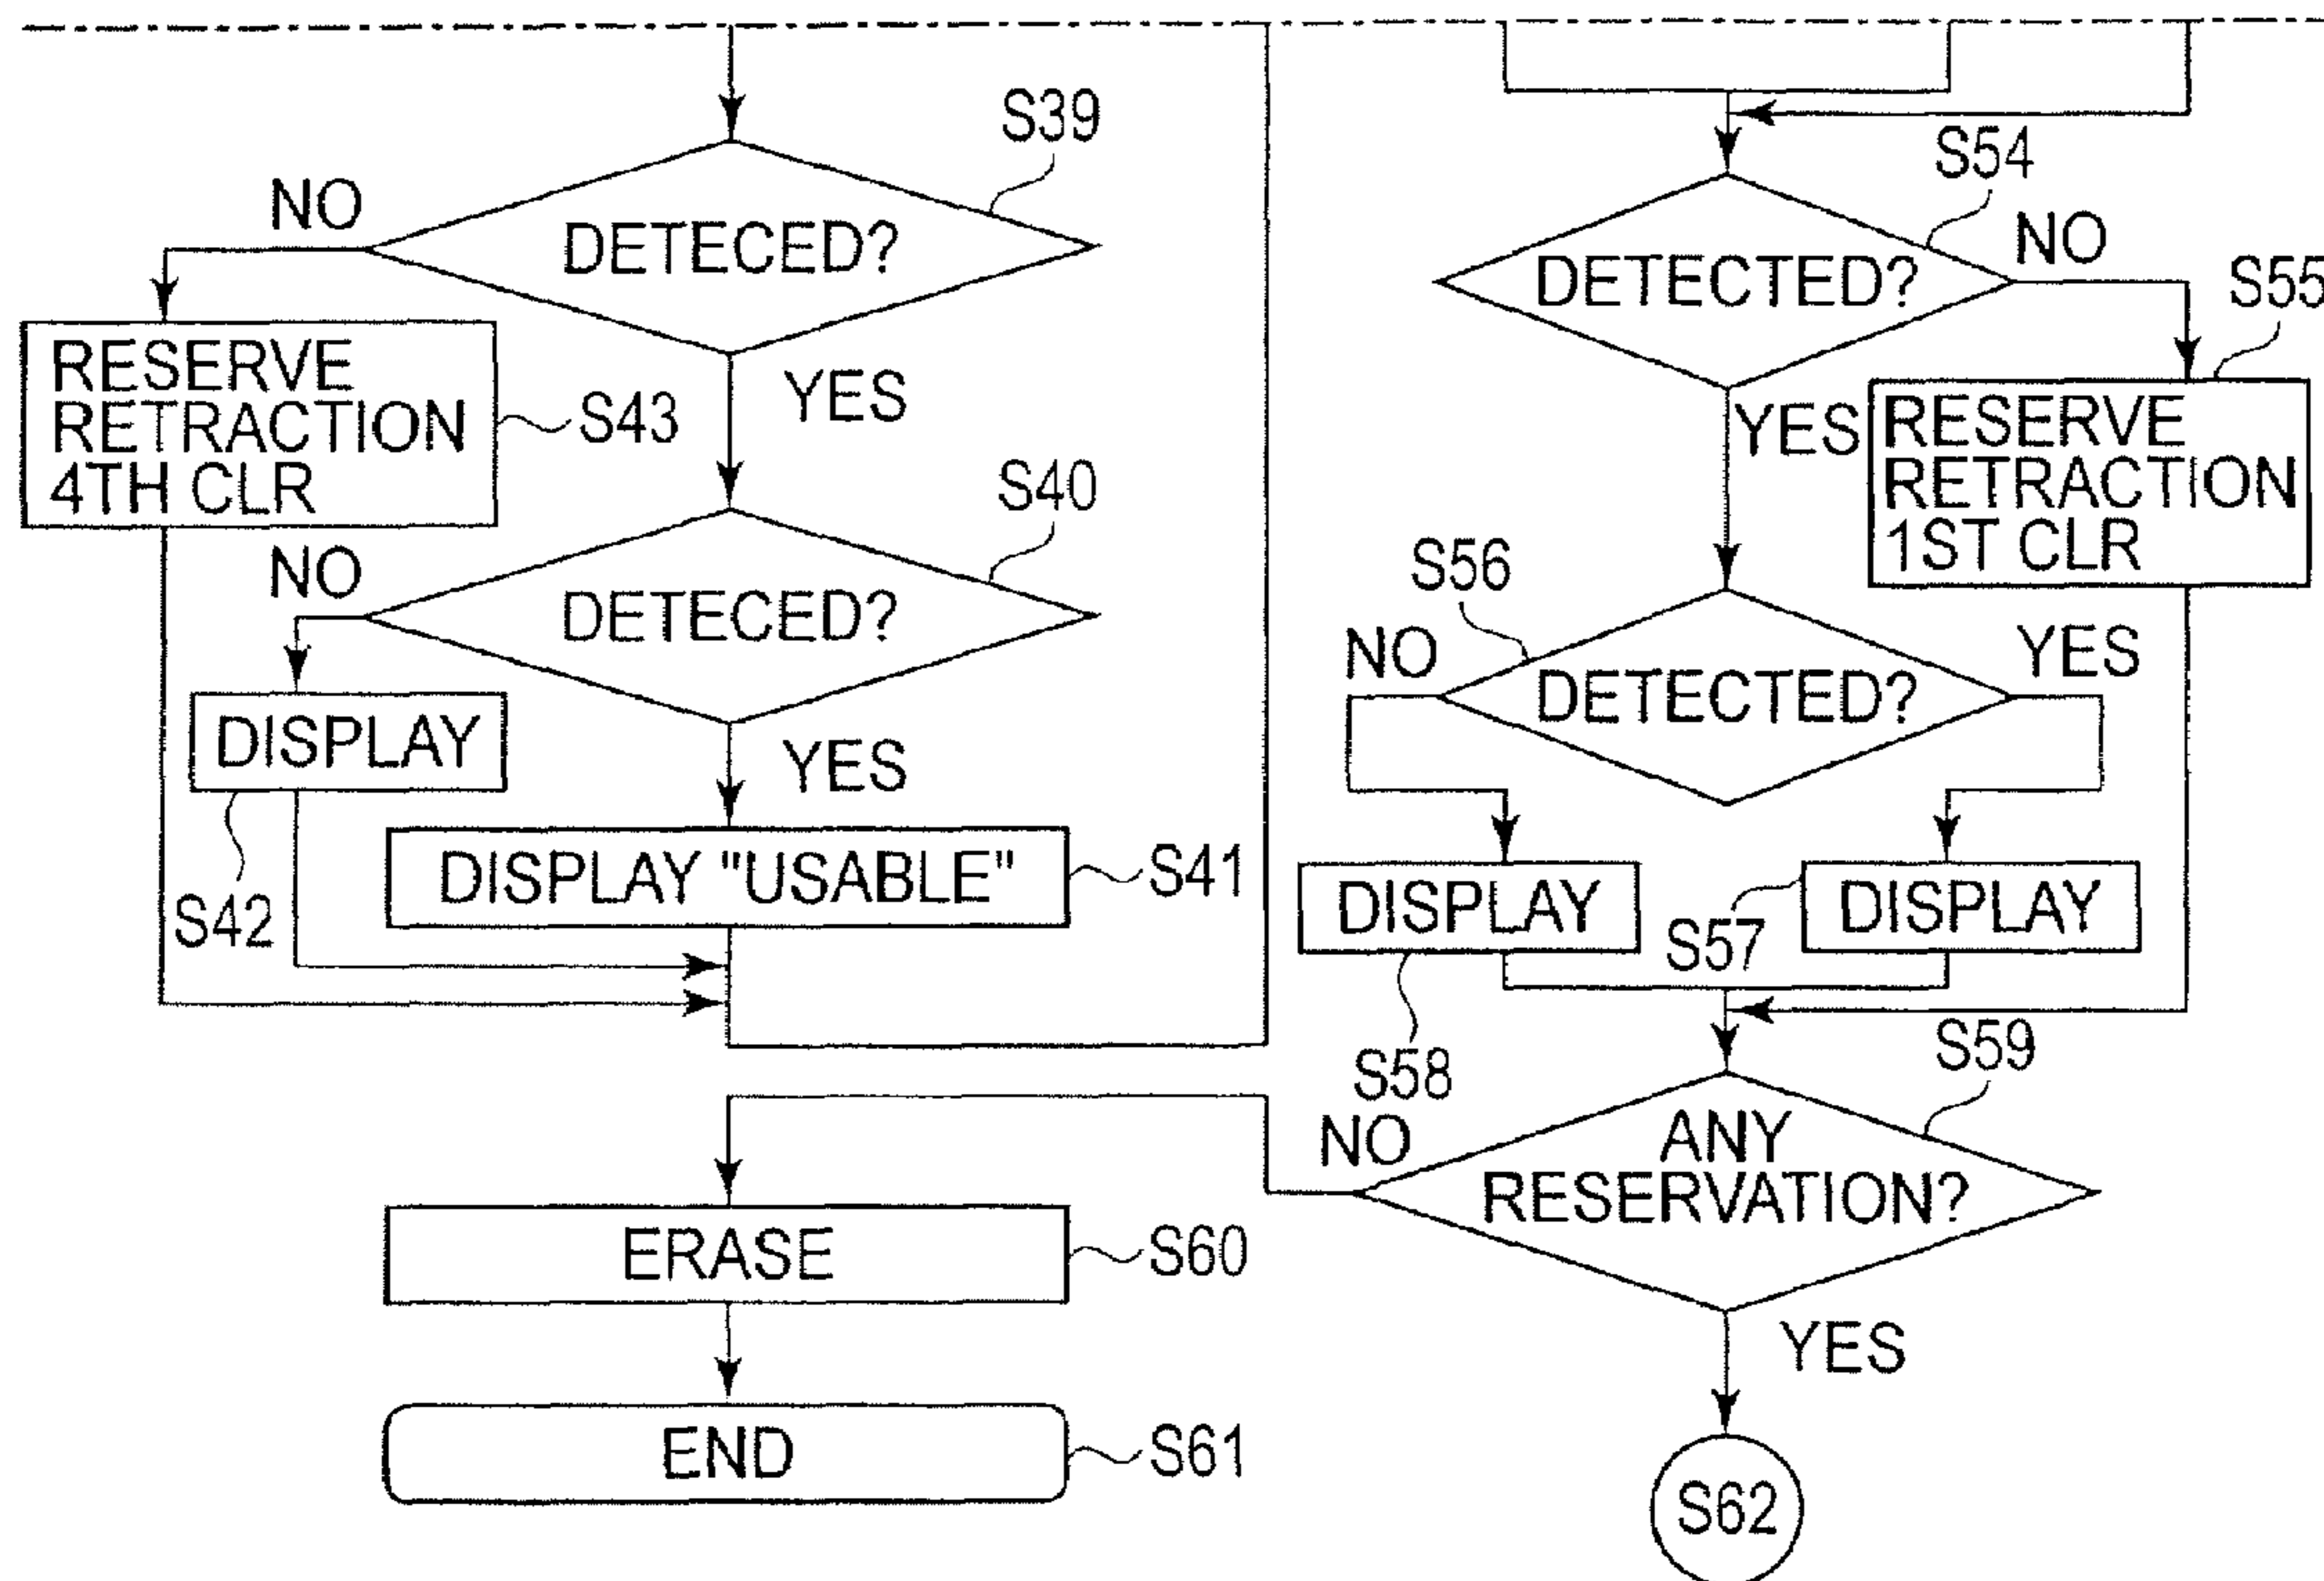 S39
NO
DETECED?
YES
RESERVE
RETRACTION
4TH CLR
S43
S40
NO
DETECED?
YES
DISPLAY
S42
DISPLAY "USABLE"
S41
S54
NO
DETECTED?
YES
S55
RESERVE
RETRACTION
1ST CLR
S56
NO
DETECTED?
YES
DISPLAY
S57
DISPLAY
S58
S59
NO
ANY
RESERVATION?
YES
ERASE
S60
END
S61
S62